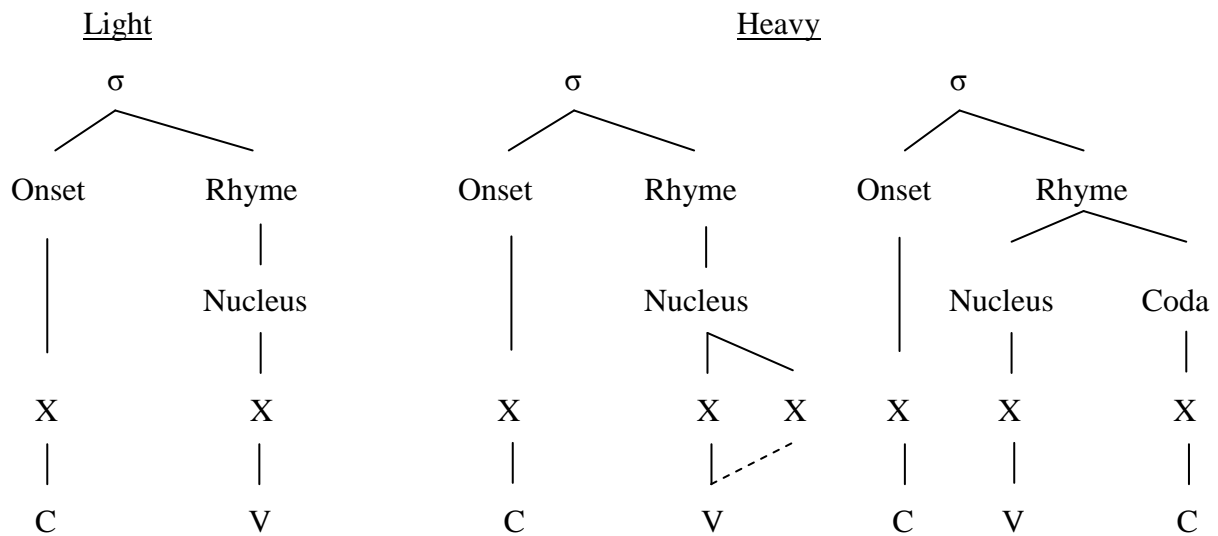 Light Heavy
σ σ σ
Onset Rhyme Onset Rhyme Onset Rhyme
Nucleus Nucleus Nucleus Coda
X X X X X X X X
C V C V C V C